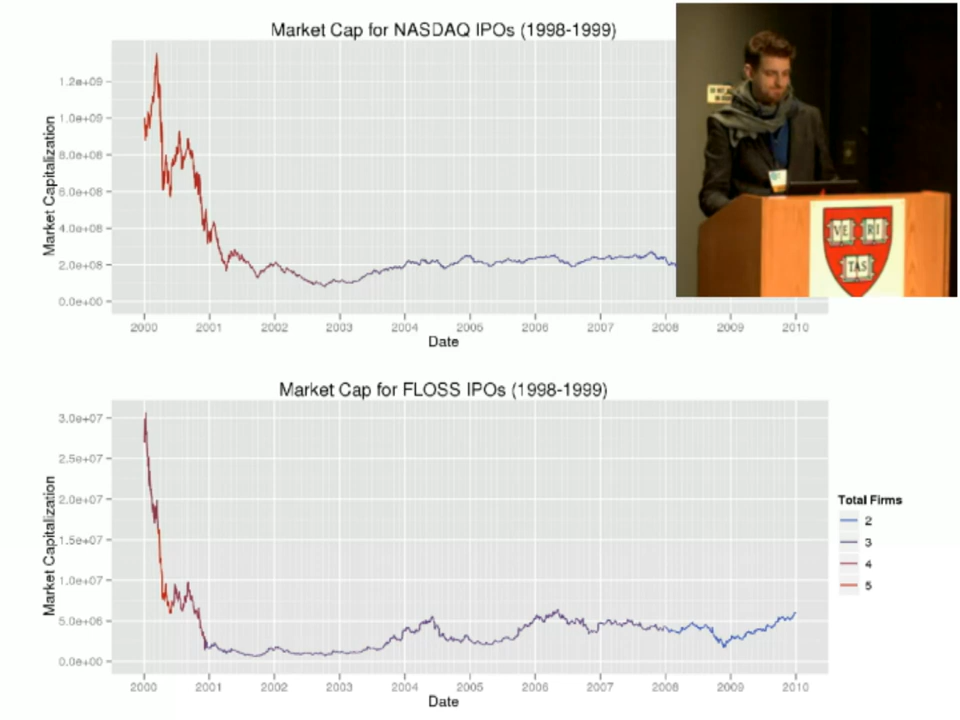 Market Cap for NASDAQ IPOs (1998-1999)
Market Capitalization
1.2e+09
1.0e+09
8.0e+08
6.0e+08
4.0e+08
2.0e+08
0.0e+00
2000 2001 2002 2003 2004 2005 2006 2007 2008 2009 2010
Date
VE RI
TAS
Market Cap for FLOSS IPOs (1998-1999)
Market Capitalization
3.0e+07
2.5e+07
2.0e+07
1.5e+07
1.0e+07
5.0e+06
0.0e+00
2000 2001 2002 2003 2004 2005 2006 2007 2008 2009 2010
Date
Total Firms
2
3
4
5